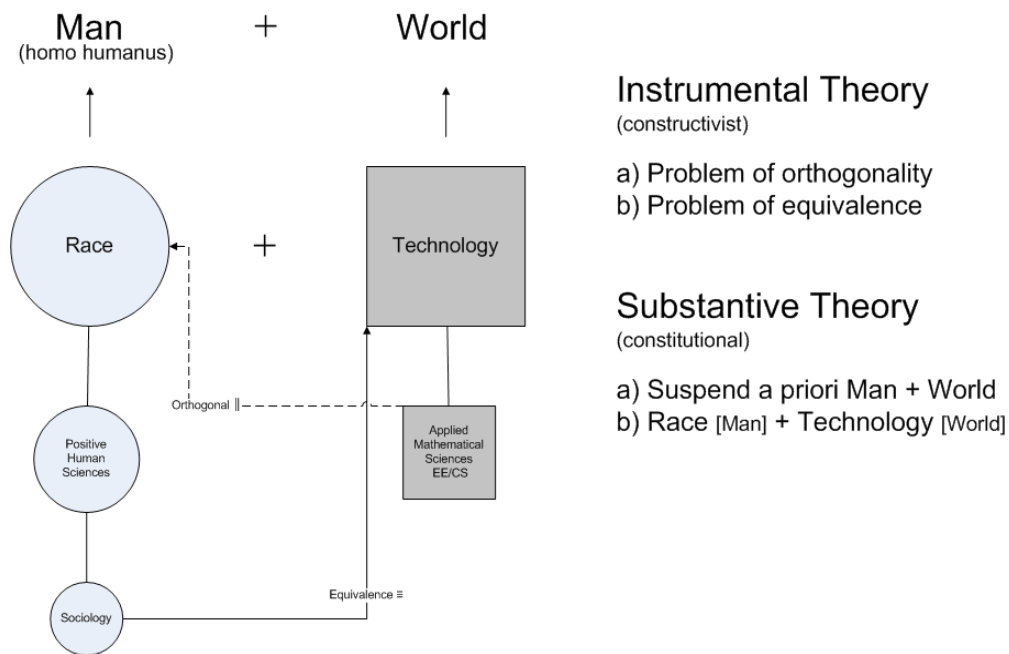 Man + World
(homo humanus)
Race + Technology
Orthogonal ||
Positive
Human
Sciences
Applied
Mathematical
Sciences
EE/CS
Equivalence ≡
Sociology
Instrumental Theory
(constructivist)
a) Problem of orthogonality
b) Problem of equivalence
Substantive Theory
(constitutional)
a) Suspend a priori Man + World
b) Race [Man] + Technology [World]